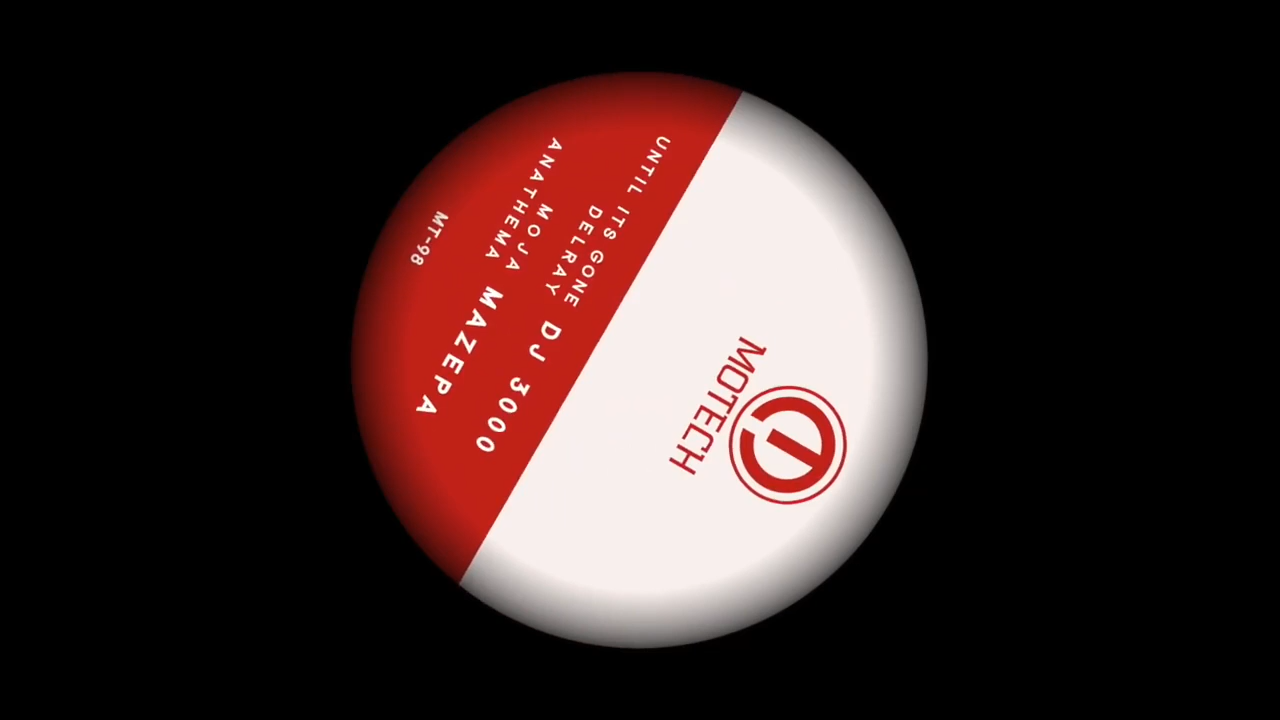 MOTECH
UNTIL ITS GONE
DELRAY
DJ 3000
MOJA
ANATHEMA
MAZEPA
MT-98